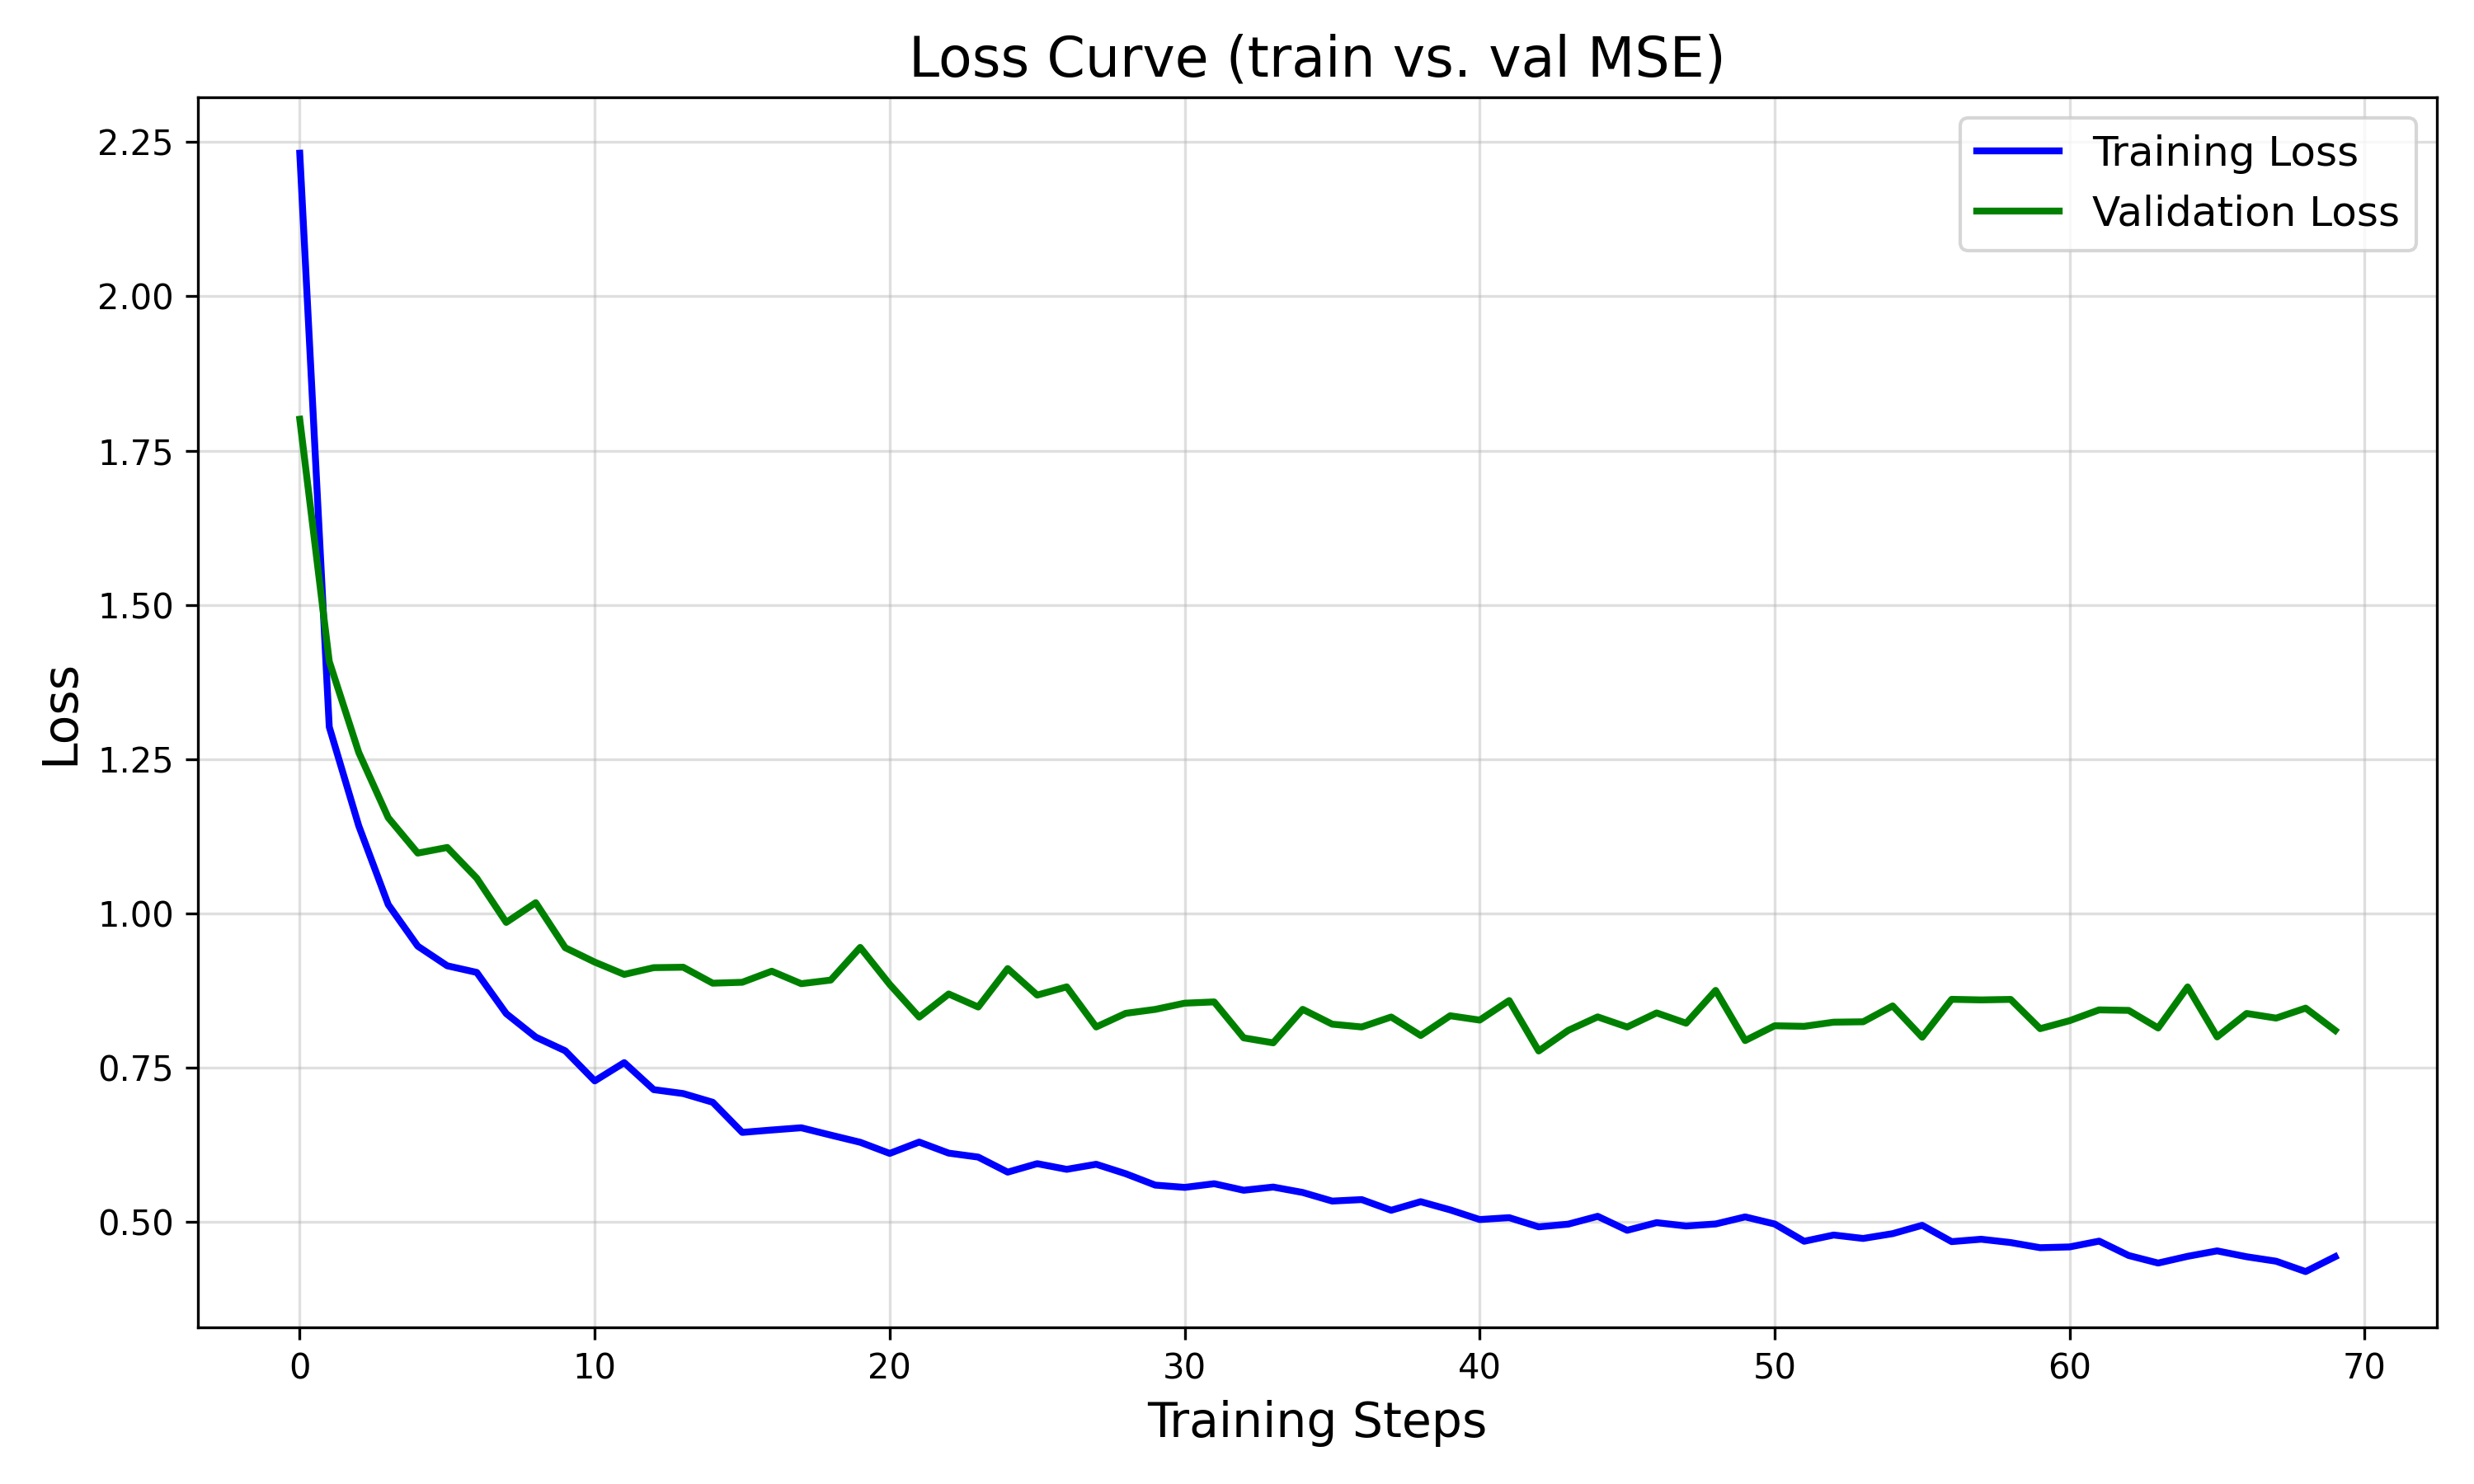 Loss Curve (train vs. val MSE)
Training Loss
Validation Loss
2.25
2.00
1.75
1.50
1.25
1.00
0.75
0.50
Loss
0 10 20 30 40 50 60 70
Training Steps